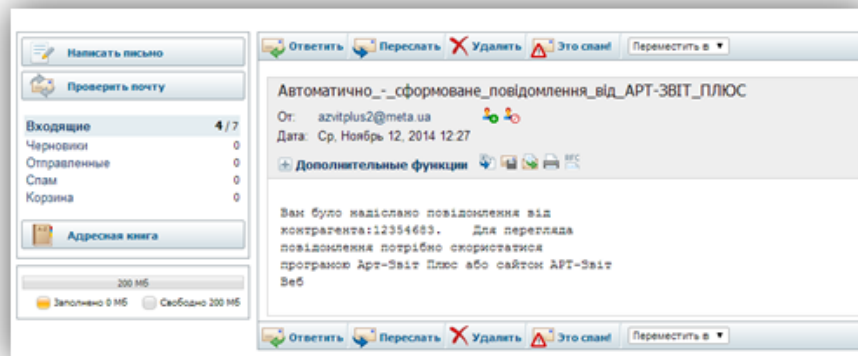 Написать письмо
Проверить почту
Входящие 4 / 7
Черновики 0
Отправленные 0
Спам 0
Корзина 0
Адресная книга
200 Мб
Заполнено 0 Мб Свободно 200 Мб
Ответить Переслать Удалить Это спам! Переместить в
Автоматично_-_сформоване_повідомлення_від_АРТ-ЗВІТ_ПЛЮС
От: azvitplus2@meta.ua
Дата: Ср, Ноябрь 12, 2014 12:27
Дополнительные функции RFC
Вам було надіслано повідомлення від
контрагента:12354683. Для перегляда
повідомлення потрібно скористатися
програмою Арт-Звіт Плюс або сайтом АРТ-Звіт
Веб
Ответить Переслать Удалить Это спам! Переместить в